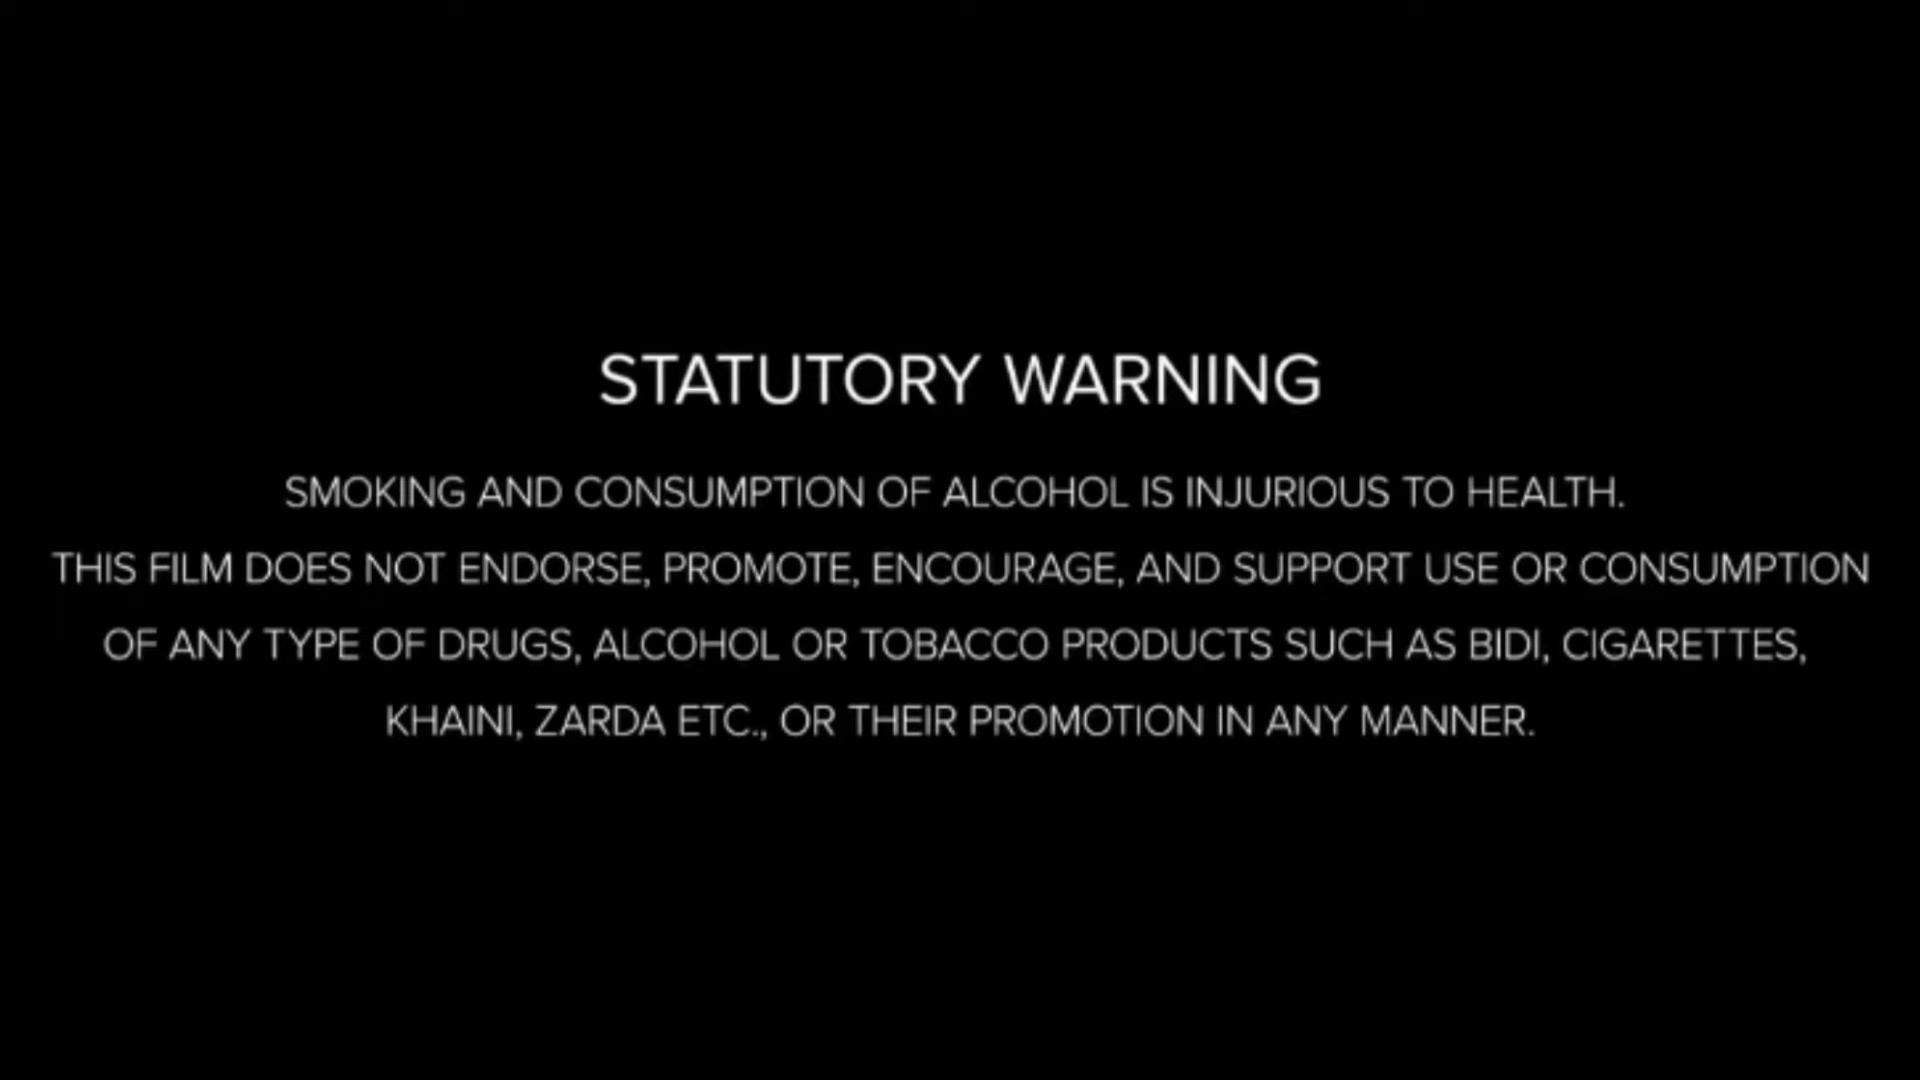 STATUTORY WARNING
SMOKING AND CONSUMPTION OF ALCOHOL IS INJURIOUS TO HEALTH.
THIS FILM DOES NOT ENDORSE, PROMOTE, ENCOURAGE, AND SUPPORT USE OR CONSUMPTION
OF ANY TYPE OF DRUGS, ALCOHOL OR TOBACCO PRODUCTS SUCH AS BIDI, CIGARETTES,
KHAINI, ZARDA ETC., OR THEIR PROMOTION IN ANY MANNER.